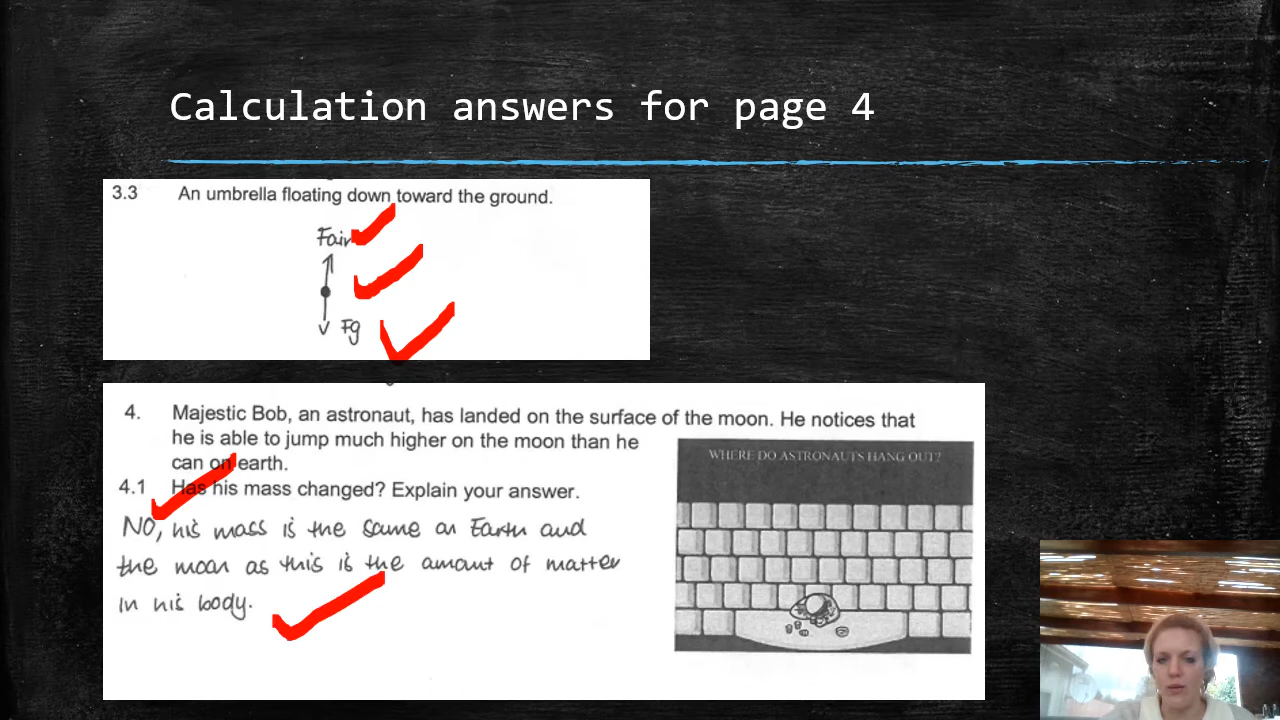 Calculation answers for page 4
3.3 An umbrella floating down toward the ground.
Fair
Fg
4. Majestic Bob, an astronaut, has landed on the surface of the moon. He notices that
he is able to jump much higher on the moon than he
can on earth.
4.1 Has his mass changed? Explain your answer.
WHERE DO ASTRONAUTS HANG OUT?
NO, his mass is the same on Earth and
the moon as this is the amount of matter
in his body.